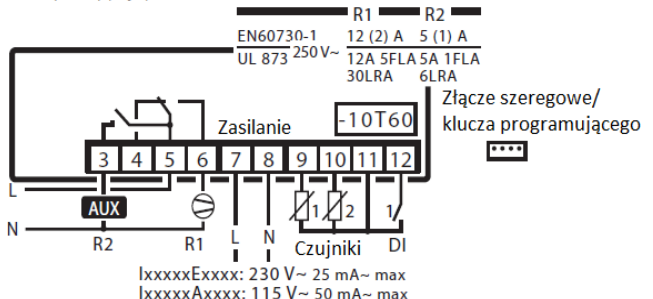 R1 R2
EN60730-1 12 (2) A 5 (1) A
UL 873 250 V~ 12A 5FLA 5A 1FLA
30LRA 6LRA
Złącze szeregowe/
klucza programującego
Zasilanie -10T60
3 4 5 6 7 8 9 10 11 12
L
AUX 1 2 1
N
R2 R1 L N Czujniki DI
IxxxxxExxxx: 230 V~ 25 mA~ max
IxxxxxAxxxx: 115 V~ 50 mA~ max